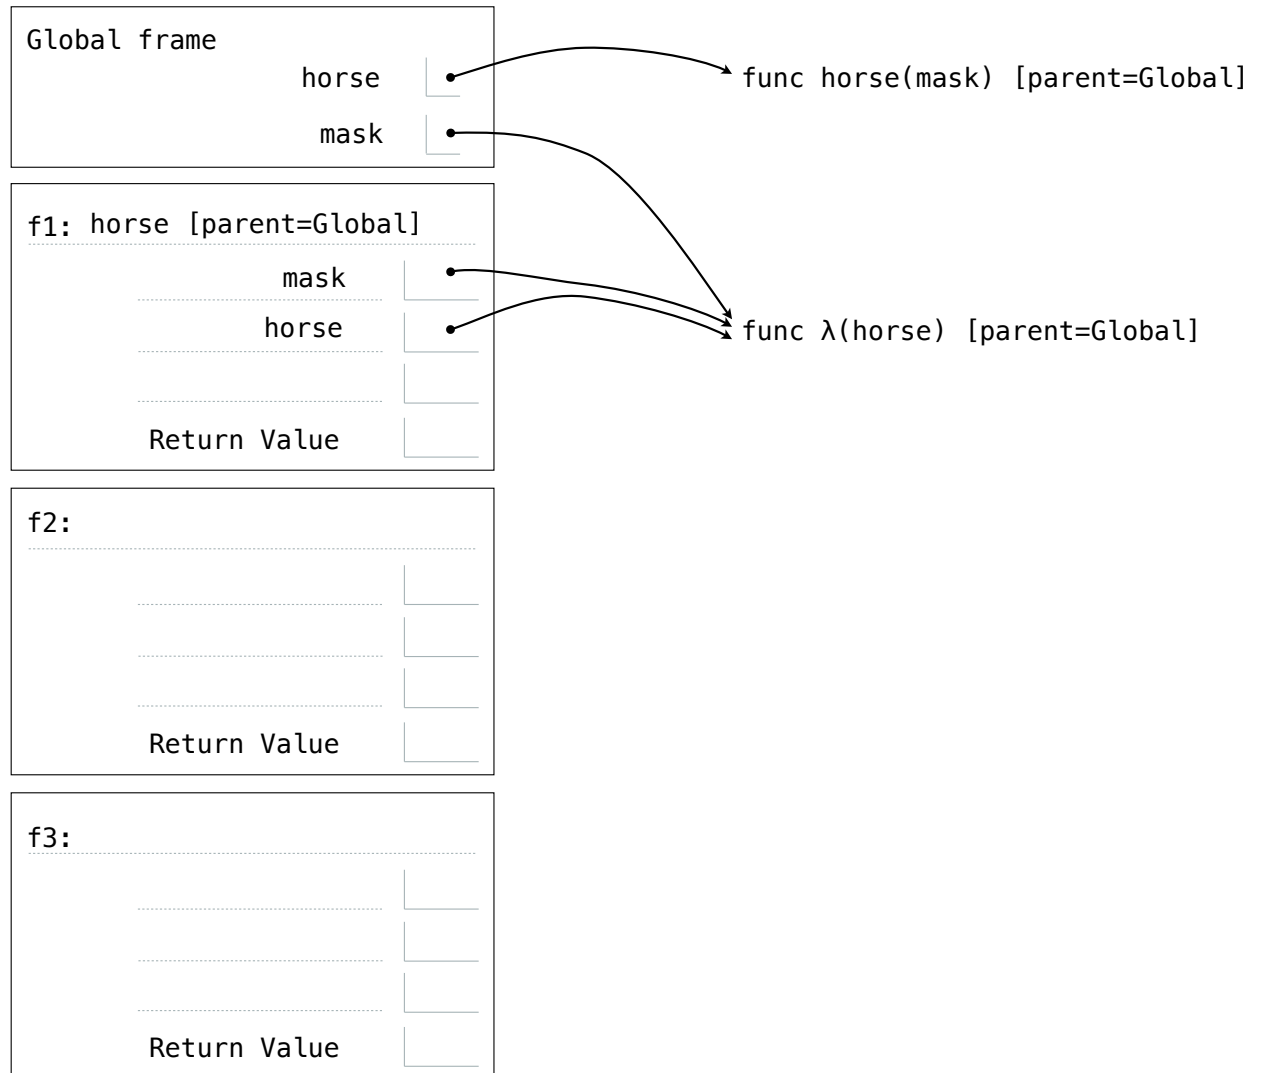 Global frame
horse
func horse(mask) [parent=Global]
mask
f1: horse [parent=Global]
mask
horse
func λ(horse) [parent=Global]
Return Value
f2:
Return Value
f3:
Return Value